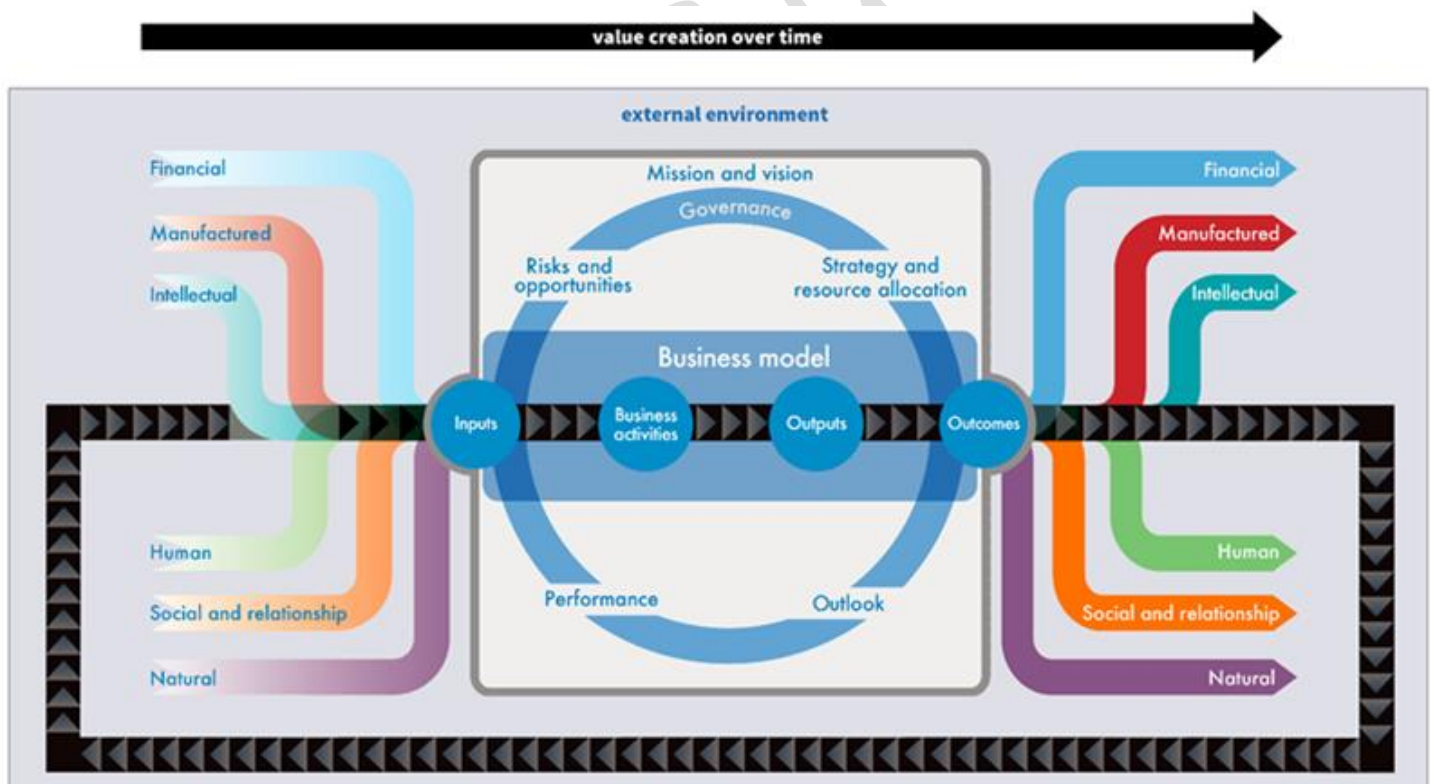 value creation over time
external environment
Financial
Manufactured
Intellectual
Human
Social and relationship
Natural
Mission and vision
Governance
Risks and
opportunities
Strategy and
resource allocation
Business model
Inputs
Business
activities
Outputs
Outcomes
Performance
Outlook
Financial
Manufactured
Intellectual
Human
Social and relationship
Natural